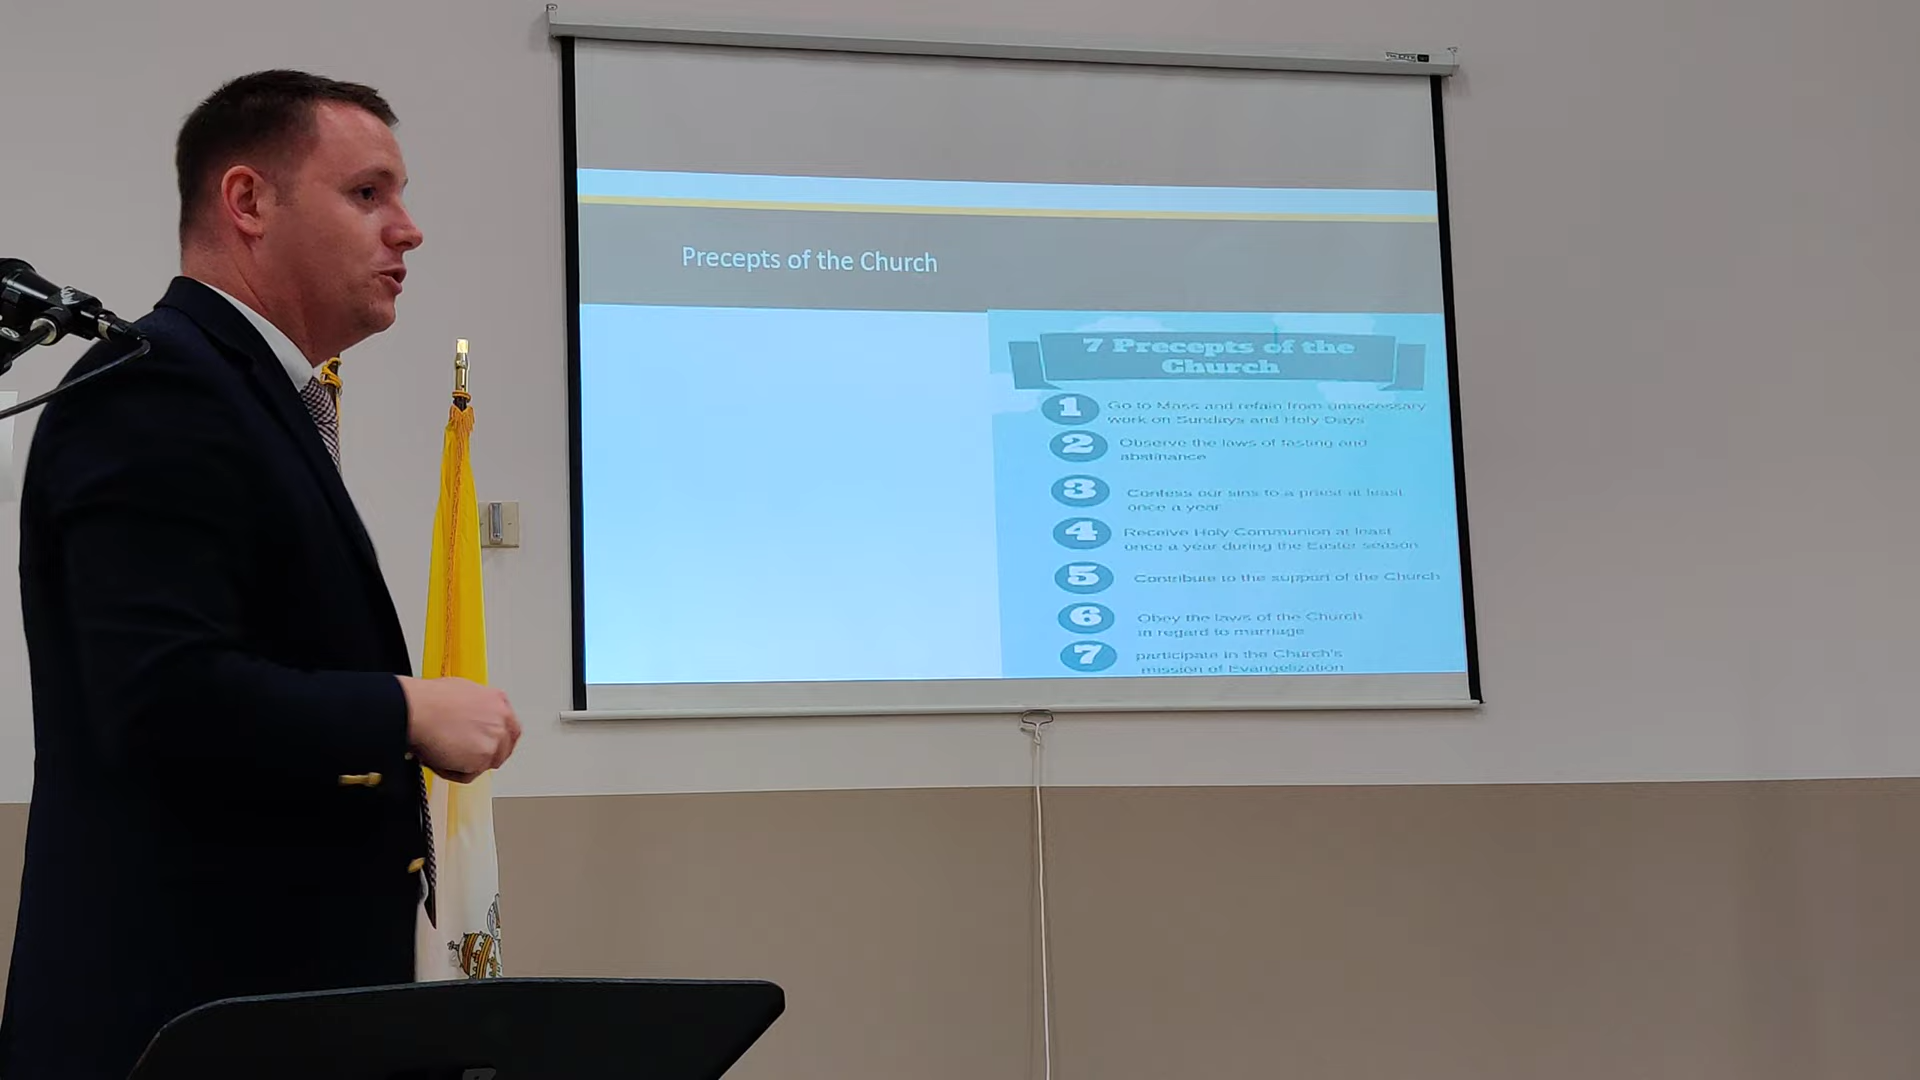 Precepts of the Church
7 Precepts of the
Church
1 Go to Mass and refain from unnecessary
work on Sundays and Holy Days
2 Observe the laws of fasting and
abstinance
3 Confess our sins to a priest at least
once a year
4 Receive Holy Communion at least
once a year during the Easter season
5 Contribute to the support of the Church
6 Obey the laws of the Church
in regard to marriage
7 participate in the Church's
mission of Evangelization